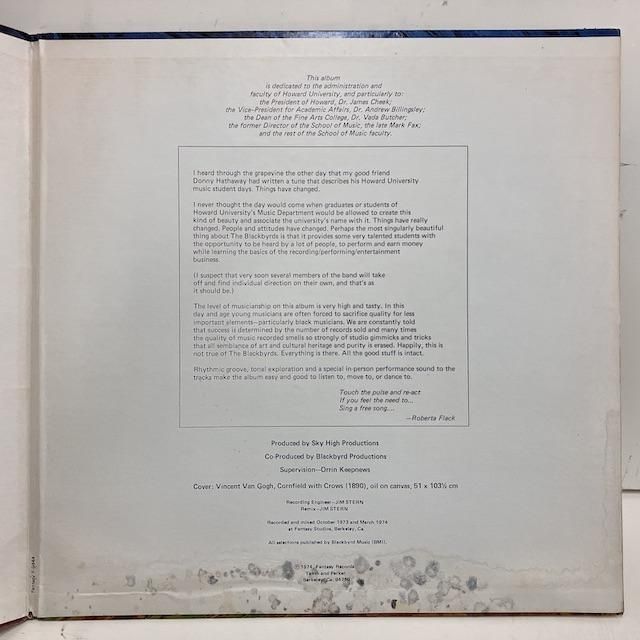 This album
is dedicated to the administration and
faculty of Howard University, and particularly to:
the President of Howard, Dr. James Cheek;
the Vice-President for Academic Affairs, Dr. Andrew Billingsley;
the Dean of the Fine Arts Collage, Dr. Vada Butcher;
the former Director of the School of Music, the late Mark Fax;
and the rest of the School of Music faculty.
I heard through the grapevine the other day that my good friend
Donny Hathaway had written a tune that describes his Howard University
music student days. Things have changed.
I never thought the day would come when graduates or students of
Howard University's Music Department would be allowed to create this
kind of beauty and associate the university's name with it. Things have really
changed. People and attitudes have changed. Perhaps the most singularly beautiful
thing about The Blackbyrds is that it provides some very talented students with
the opportunity to be heard by a lot of people, to perform and earn money
while learning the basics of the recording/performing/entertainment
business.
(I suspect that very soon several members of the band will take
off and find individual direction on their own, and that's as
it should be.)
The level of musicianship on this album is very high and tasty. In this
day and age young musicians are often forced to sacrifice quality for less
important elements—particularly black musicians. We are constantly told
that success is determined by the number of records sold and many times
the quality of music recorded smells so strongly of studio gimmicks and tricks
that all semblance of art and cultural heritage and purity is erased. Happily, this is
not true of The Blackbyrds. Everything is there. All the good stuff is intact.
Rhythmic groove, tonal exploration and a special in-person performance sound to the
tracks make the album easy and good to listen to, move to, or dance to.
Touch the pulse and re-act
If you feel the need to...
Sing a free song....
—Roberta Flack
Produced by Sky High Productions
Co-Produced by Blackbyrd Productions
Supervision—Orrin Keepnews
Cover: Vincent Van Gogh, Cornfield with Crows (1890), oil on canvas, 51 x 103½ cm
Recording Engineer—JIM STERN
Remix—JIM STERN
Recorded and mixed October 1973 and March 1974
at Fantasy Studios, Berkeley, Ca.
All selections published by Blackbyrd Music (BMI).
℗ 1974, Fantasy Records
Tenth and Parker
Berkeley, Ca. 94710
Fantasy F-9444